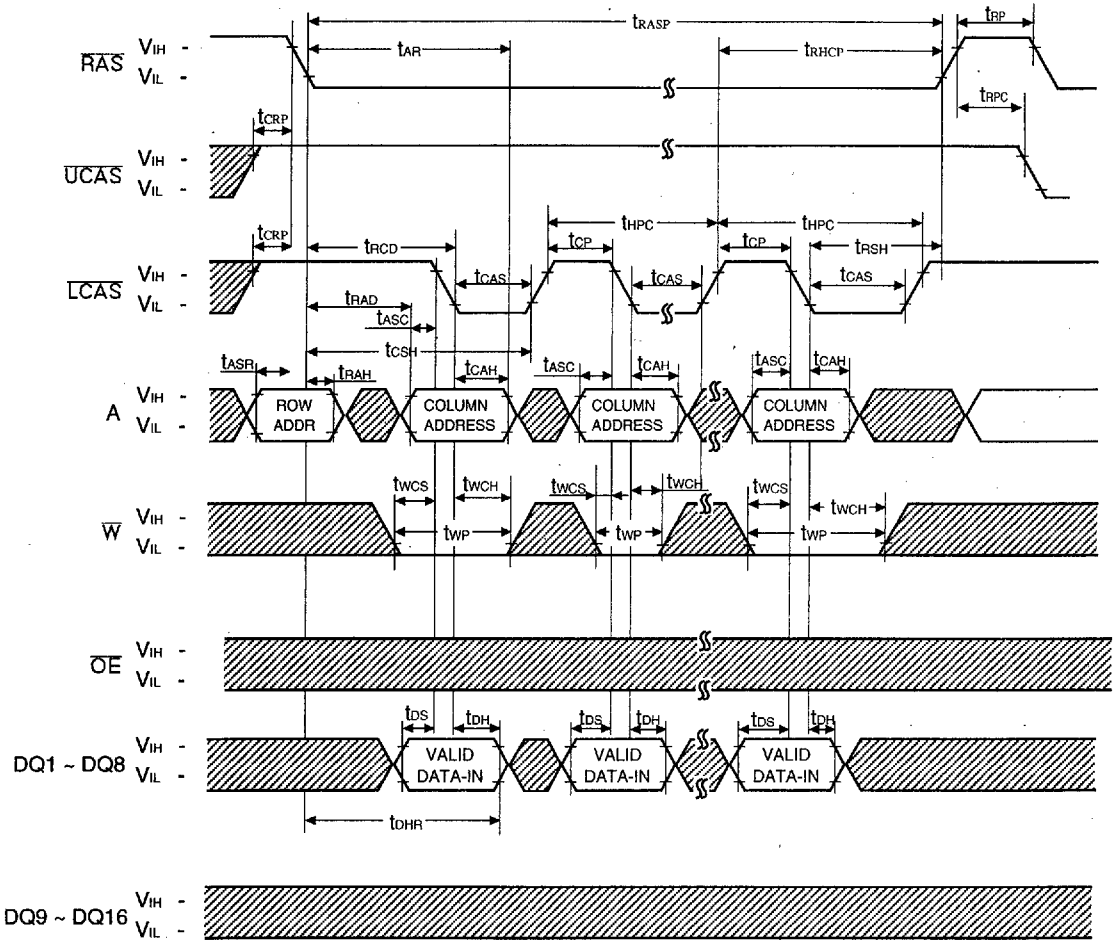 tRASP
tRP
tAR
tRHCP
RAS
VIH -
VIL -
tRPC
tCRP
UCAS
VIH -
VIL -
tHPC
tHPC
tCRP
tRCD
tCP
tCP
tRSH
LCAS
VIH -
VIL -
tCAS
tCAS
tCAS
tRAD
tASC
tCSH
tASR
tRAH
tCAH
tASC
tCAH
tASC
tCAH
A
VIH -
VIL -
ROW ADDR
COLUMN ADDRESS
COLUMN ADDRESS
COLUMN ADDRESS
tWCS
tWCH
tWCS
tWCH
tWCS
tWCH
W
VIH -
VIL -
tWP
tWP
tWP
OE
VIH -
VIL -
tDS
tDH
tDS
tDH
tDS
tDH
DQ1 ~ DQ8
VIH -
VIL -
VALID DATA-IN
VALID DATA-IN
VALID DATA-IN
tDHR
DQ9 ~ DQ16
VIH -
VIL -